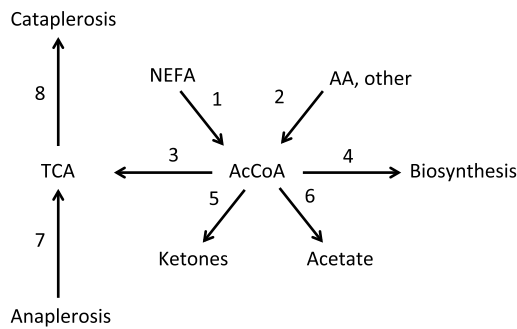 Cataplerosis
8
NEFA
AA, other
1
2
TCA
3
AcCoA
4
Biosynthesis
5
6
7
Ketones
Acetate
Anaplerosis